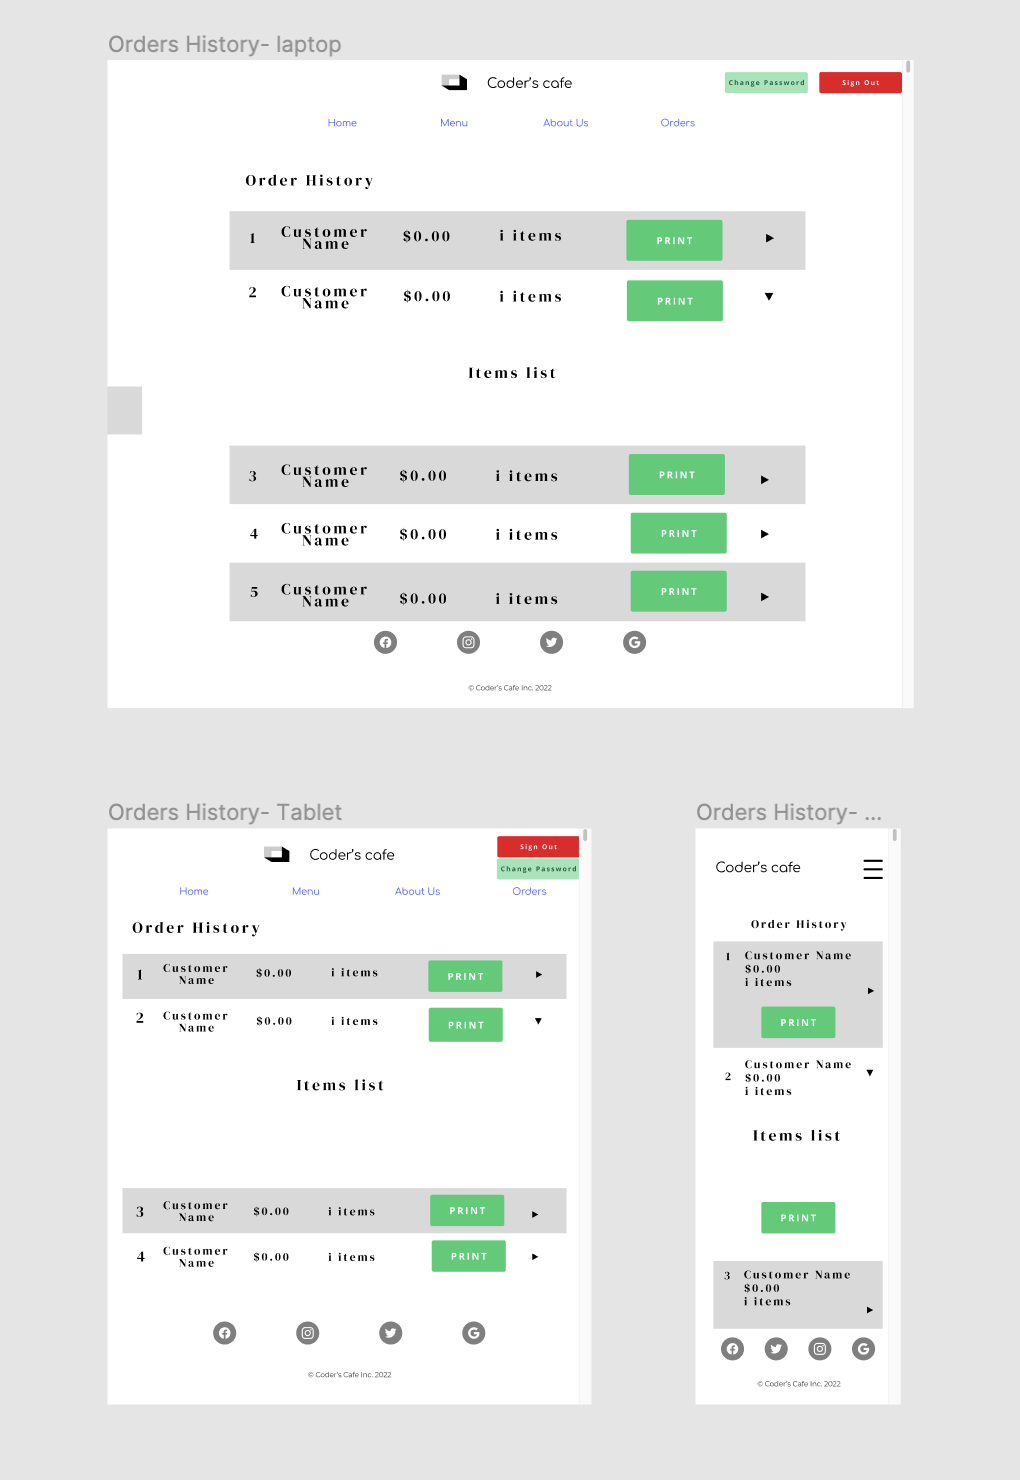 Orders History- laptop
Coder's cafe
Change Password
Sign Out
Home
Menu
About Us
Orders
Order History
1
Customer
Name
$0.00
i items
PRINT
2
Customer
Name
$0.00
i items
PRINT
Items list
3
Customer
Name
$0.00
i items
PRINT
4
Customer
Name
$0.00
i items
PRINT
5
Customer
Name
$0.00
i items
PRINT
© Coder's Cafe Inc. 2022
Orders History- Tablet
Coder's cafe
Sign Out
Change Password
Home
Menu
About Us
Orders
Order History
1
Customer
Name
$0.00
i items
PRINT
2
Customer
Name
$0.00
i items
PRINT
Items list
3
Customer
Name
$0.00
i items
PRINT
4
Customer
Name
$0.00
i items
PRINT
© Coder's Cafe Inc. 2022
Orders History- ...
Coder's cafe
Order History
1
Customer Name
$0.00
i items
PRINT
2
Customer Name
$0.00
i items
Items list
PRINT
3
Customer Name
$0.00
i items
© Coder's Cafe Inc. 2022